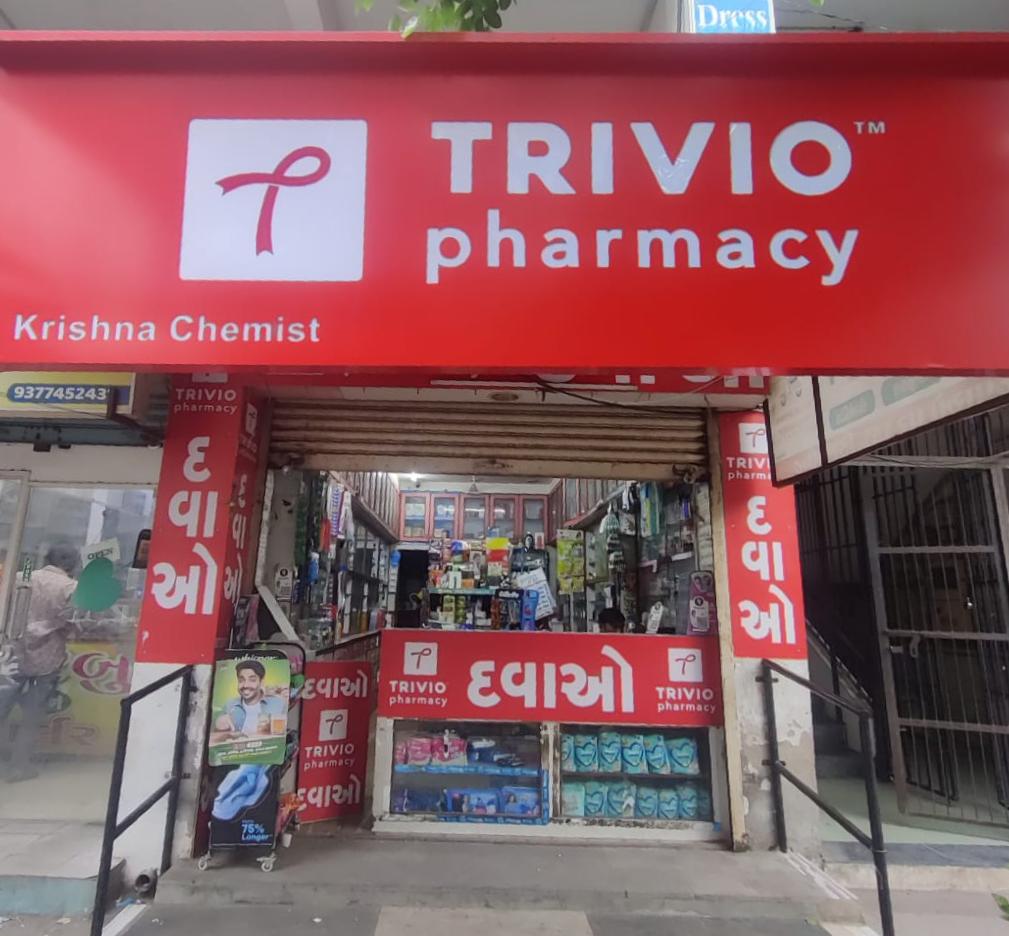 Dress
TRIVIO™
pharmacy
Krishna Chemist
TRIVIO
pharmacy
દ
વા
ઓ
TRIVIO
pharmacy
દ
વા
ઓ
OPEN
TRIVIO
pharmacy
દવાઓ
TRIVIO
pharmacy
દવાઓ
TRIVIO
pharmacy
દવાઓ
75%
Longer